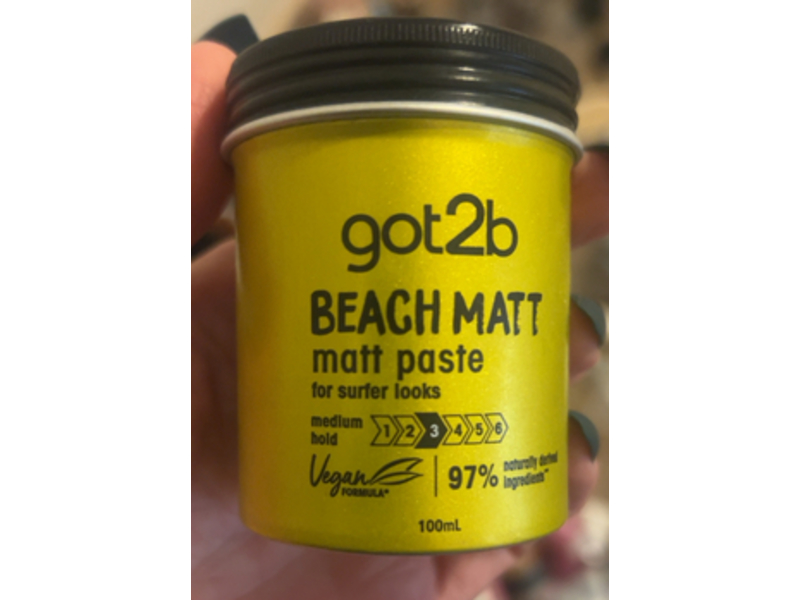 got2b
BEACH MATT
matt paste
for surfer looks
medium
hold
1 2 3 4 5 6
Vegan
FORMULA*
97%
naturally derived
ingredients**
100mL